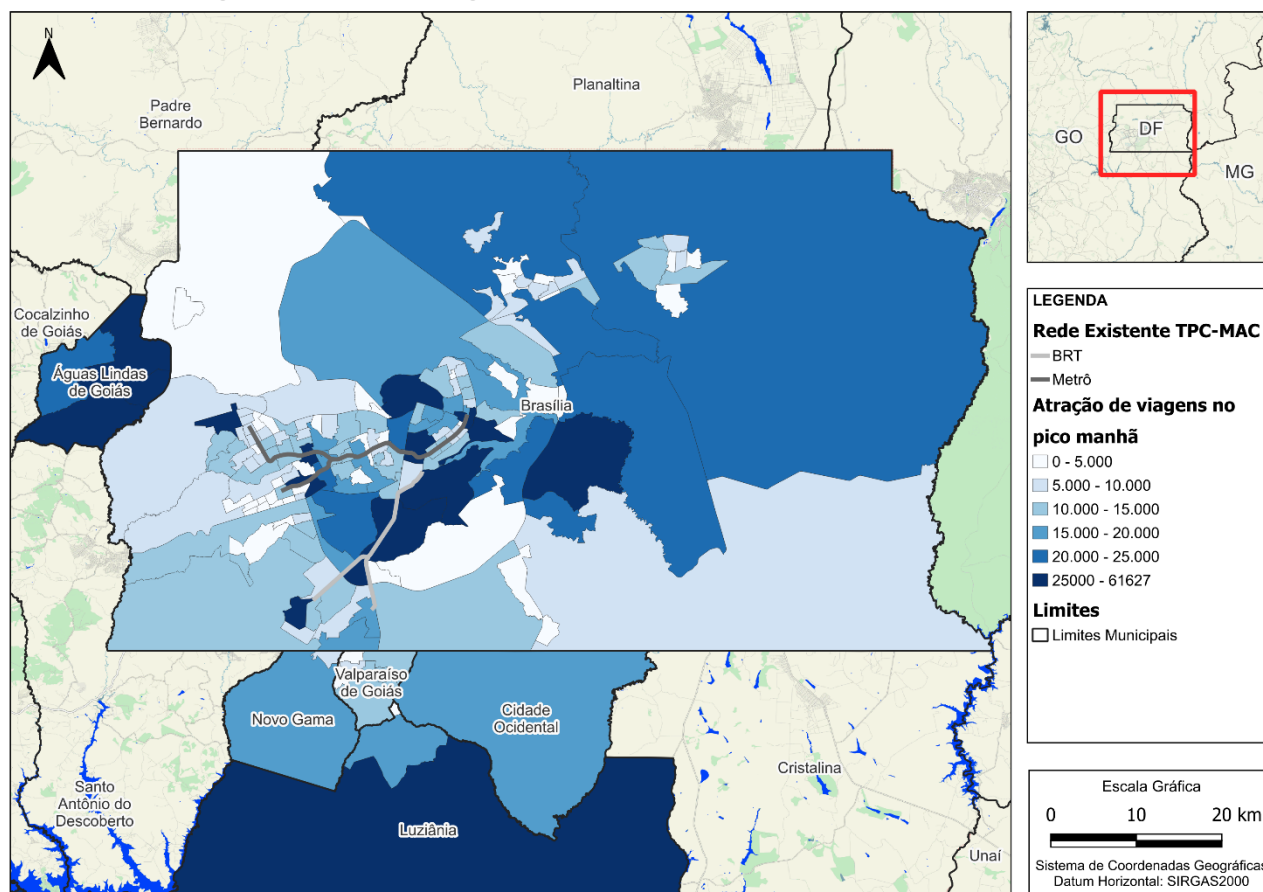 N
Padre
Bernardo
Planaltina
Cocalzinho
de Goiás
Águas Lindas
de Goiás
Brasília
Valparaíso
de Goiás
Novo Gama
Cidade
Ocidental
Santo
Antônio do
Descoberto
Luziânia
Cristalina
Unaí
GO
DF
MG
LEGENDA
Rede Existente TPC-MAC
BRT
Metrô
Atração de viagens no
pico manhã
0 - 5.000
5.000 - 10.000
10.000 - 15.000
15.000 - 20.000
20.000 - 25.000
25000 - 61627
Limites
Limites Municipais
Escala Gráfica
0 10 20 km
Sistema de Coordenadas Geográficas
Datum Horizontal: SIRGAS2000